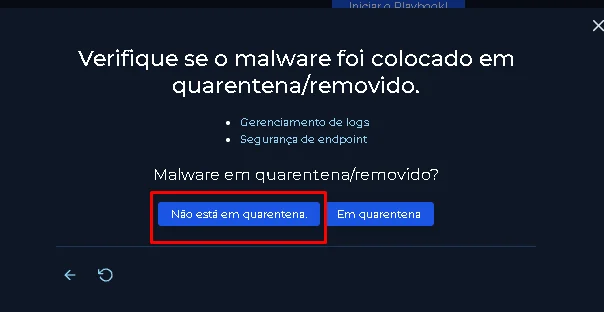 Iniciar o Playbook!
Verifique se o malware foi colocado em
quarentena/removido.
Gerenciamento de logs
Segurança de endpoint
Malware em quarentena/removido?
Não está em quarentena. Em quarentena